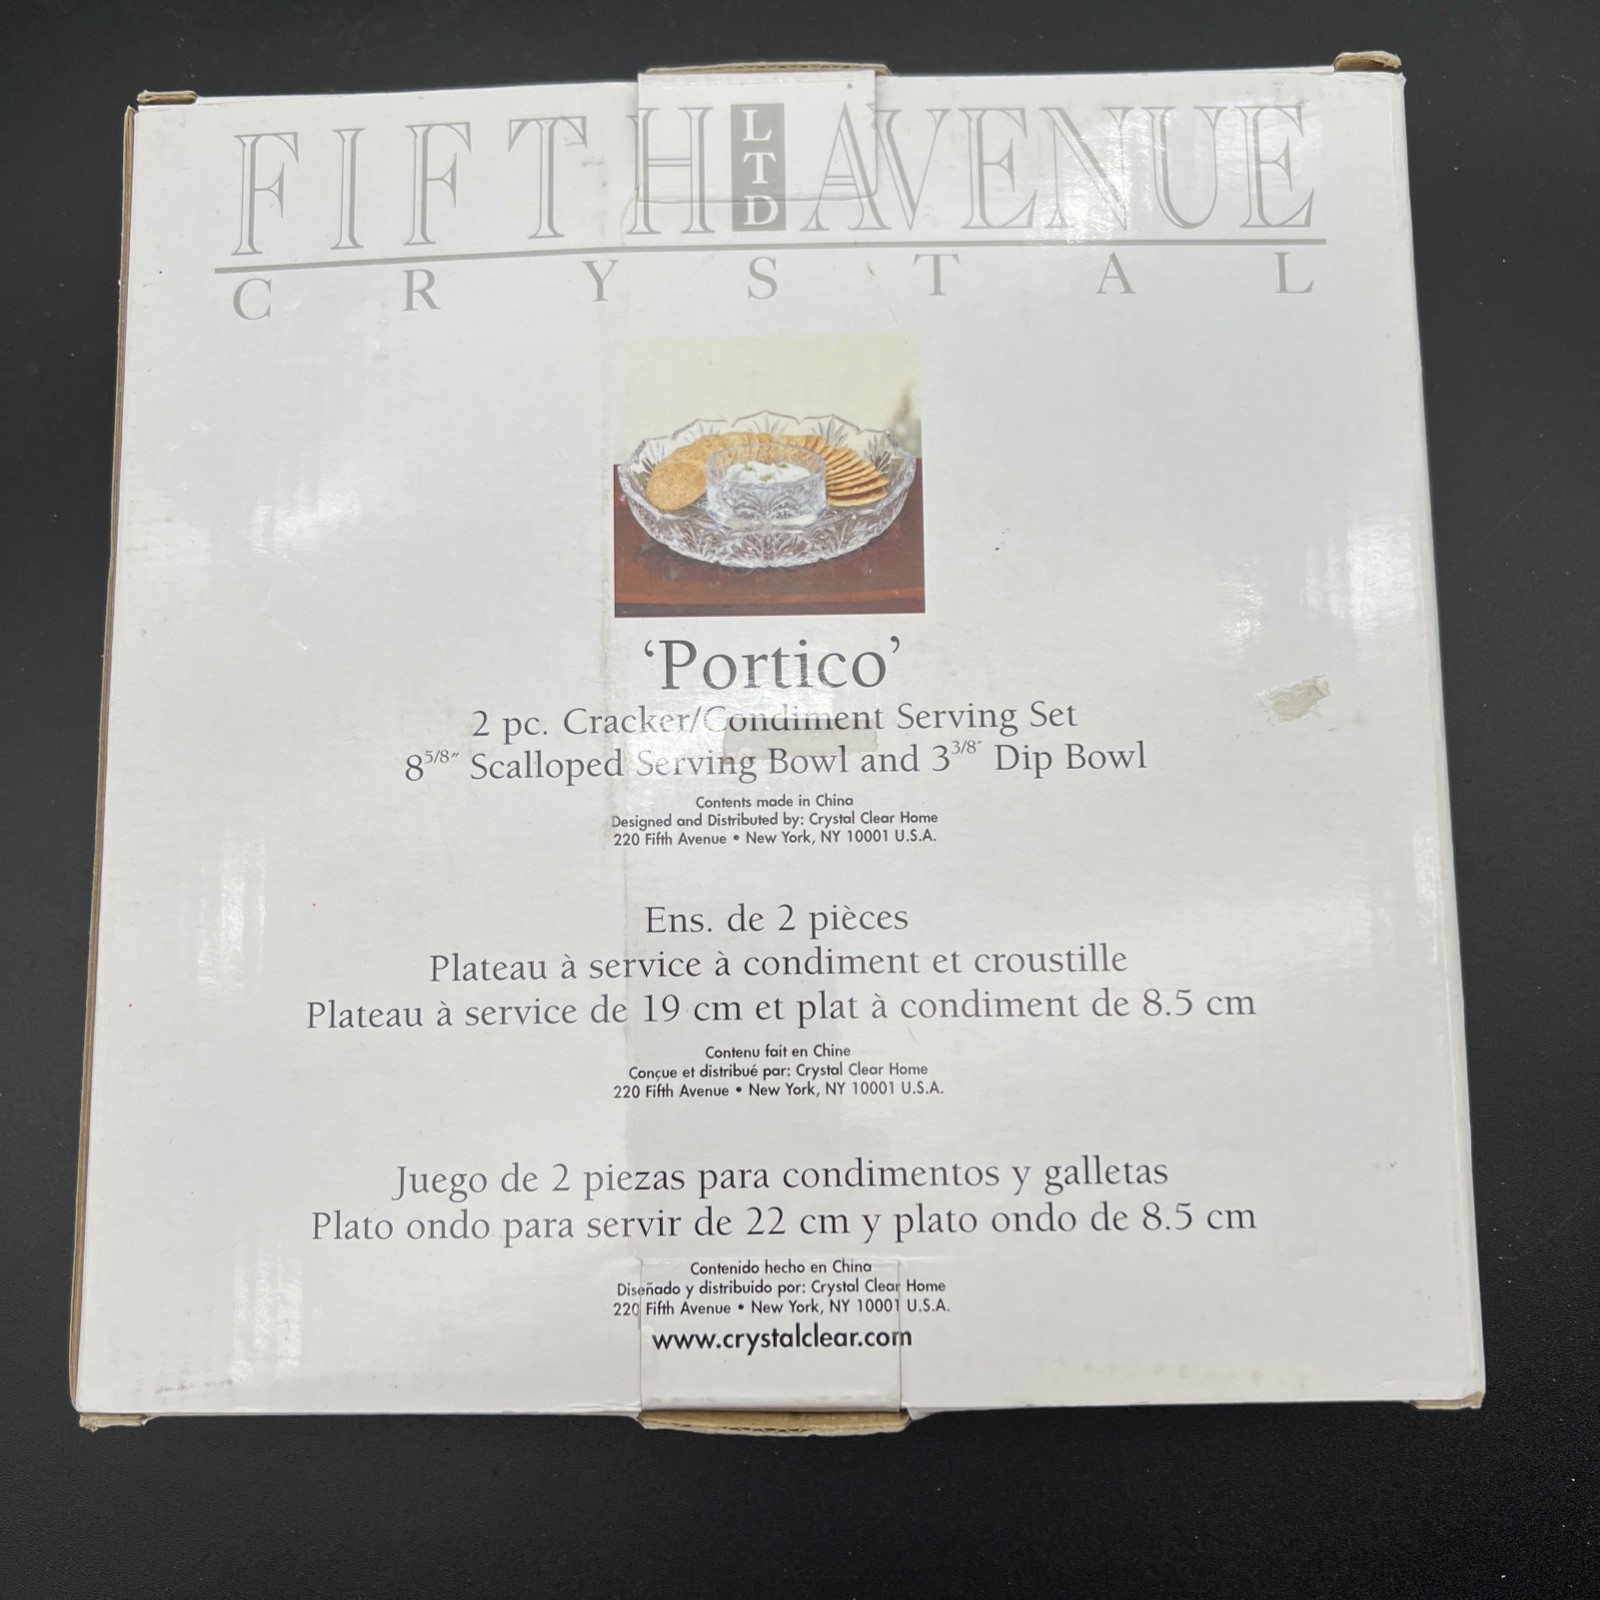 FIFTH LTD AVENUE
CRYSTAL
‘Portico’
2 pc. Cracker/Condiment Serving Set
8 5/8" Scalloped Serving Bowl and 3 3/8" Dip Bowl
Contents made in China
Designed and Distributed by: Crystal Clear Home
220 Fifth Avenue • New York, NY 10001 U.S.A.
Ens. de 2 pièces
Plateau à service à condiment et croustille
Plateau à service de 19 cm et plat à condiment de 8.5 cm
Contenu fait en Chine
Conçue et distribué par: Crystal Clear Home
220 Fifth Avenue • New York, NY 10001 U.S.A.
Juego de 2 piezas para condimentos y galletas
Plato ondo para servir de 22 cm y plato ondo de 8.5 cm
Contenido hecho en China
Diseñado y distribuido por: Crystal Clear Home
220 Fifth Avenue • New York, NY 10001 U.S.A.
www.crystalclear.com